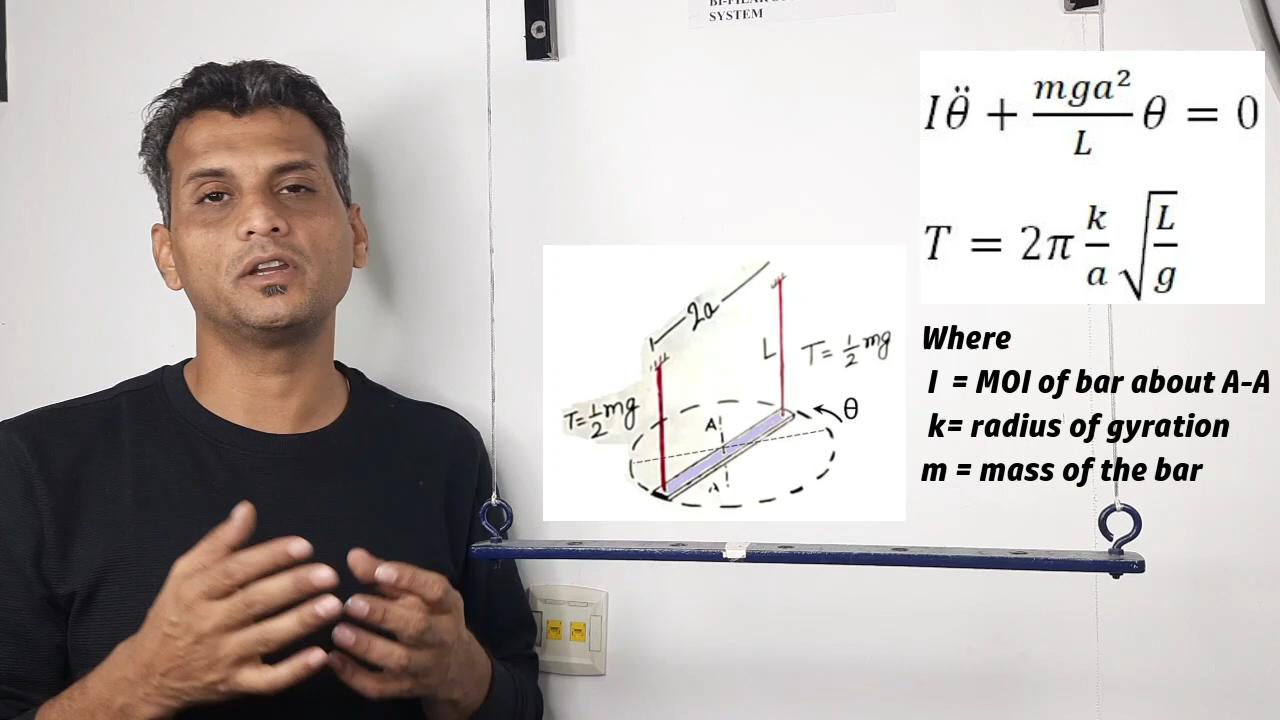 SYSTEM
Iθ̈ + mga²/L θ = 0
T = 2π k/a √(L/g)
2a
L
T = ½ mg
T = ½ mg
θ
A
A
Where
I = MOI of bar about A-A
k= radius of gyration
m = mass of the bar